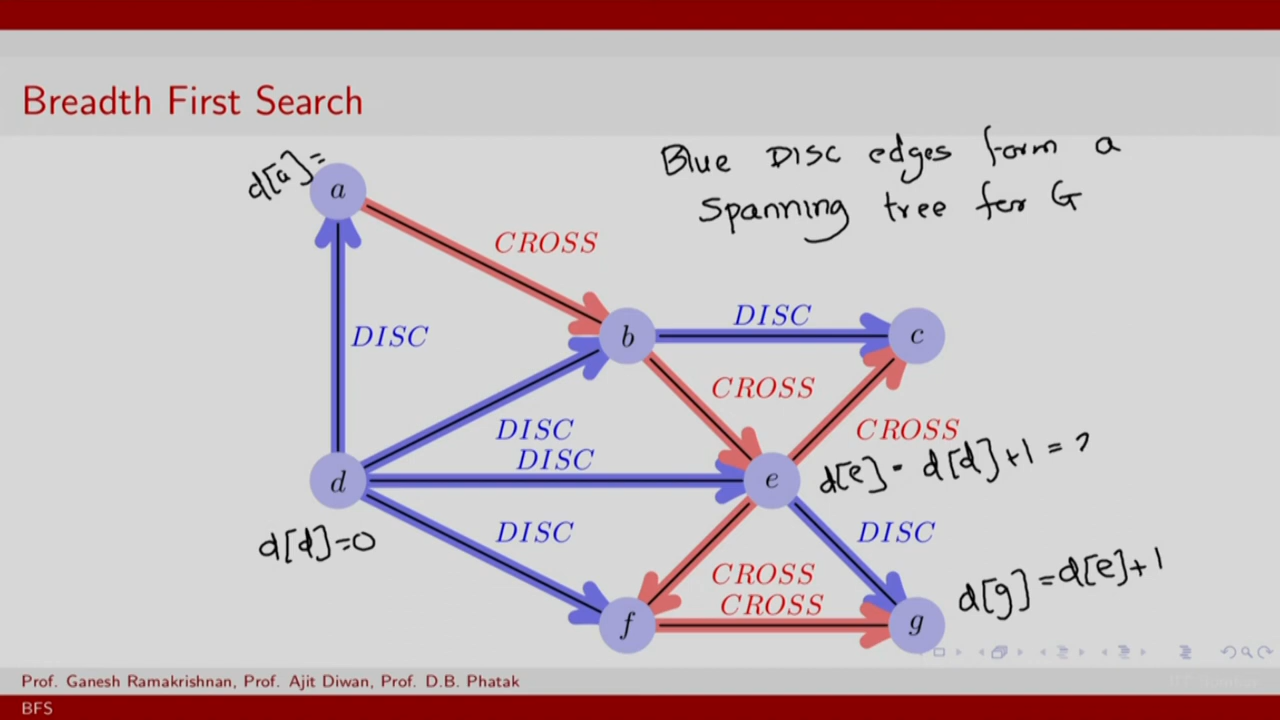 Breadth First Search
Blue DISC edges form a
spanning tree for G
d[a]=
a
CROSS
DISC
b
DISC
c
CROSS
CROSS
DISC
DISC
d
e
d[e] = d[d]+1 = ?
d[d]=0
DISC
DISC
CROSS
CROSS
d[g]=d[e]+1
f
g
Prof. Ganesh Ramakrishnan, Prof. Ajit Diwan, Prof. D.B. Phatak
BFS